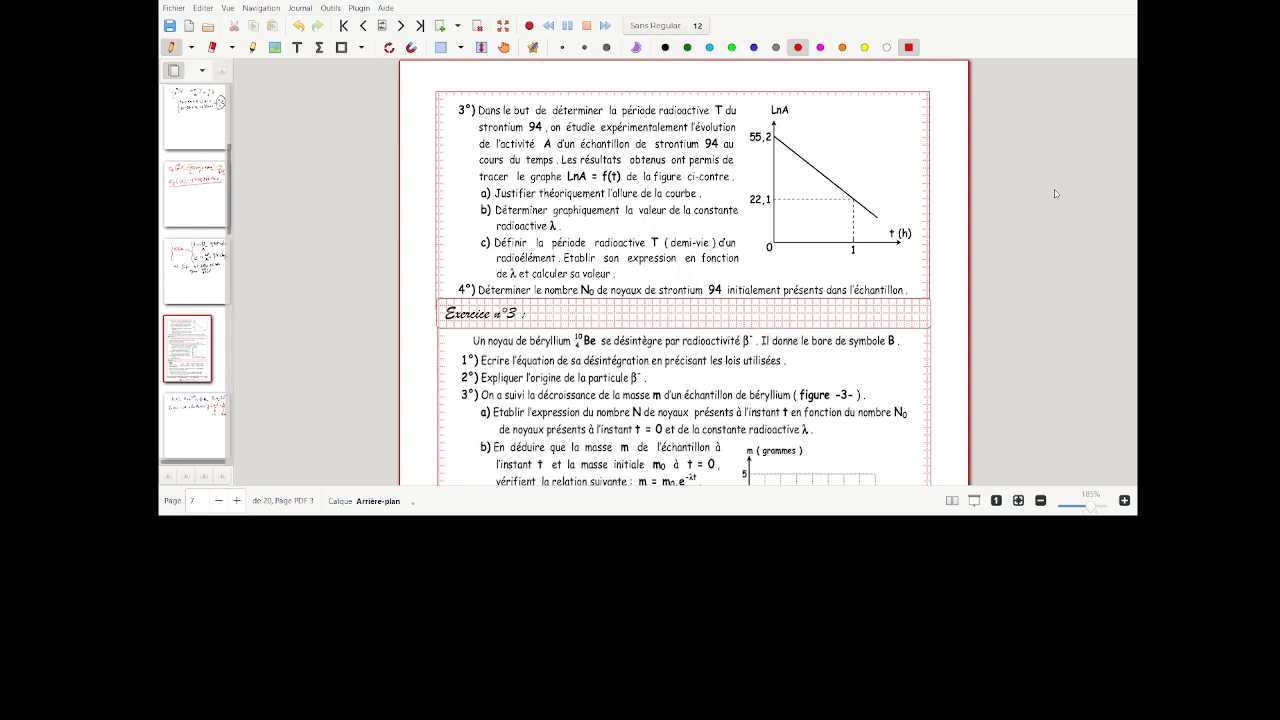 Fichier Editer Vue Navigation Journal Outils Plugin Aide
Sans Regular 12
3°) Dans le but de déterminer la période radioactive T du
strontium 94 , on étudie expérimentalement l'évolution
de l'activité A d'un échantillon de strontium 94 au
cours du temps . Les résultats obtenus ont permis de
tracer le graphe LnA = f(t) de la figure ci-contre .
a) Justifier théoriquement l'allure de la courbe .
b) Déterminer graphiquement la valeur de la constante
radioactive λ .
c) Définir la période radioactive T ( demi-vie ) d'un
radioélément . Etablir son expression en fonction
de λ et calculer sa valeur .
LnA
55,2
22,1
t (h)
0
1
4°) Déterminer le nombre N0 de noyaux de strontium 94 initialement présents dans l'échantillon .
Exercice n°3 :
Un noyau de béryllium 10 4 Be se désintègre par radioactivité β- . Il donne le bore de symbole B .
1°) Ecrire l'équation de sa désintégration en précisant les lois utilisées .
2°) Expliquer l'origine de la particule β- .
3°) On a suivi la décroissance de la masse m d'un échantillon de béryllium ( figure -3- ) .
a) Etablir l'expression du nombre N de noyaux présents à l'instant t en fonction du nombre N0
de noyaux présents à l'instant t = 0 et de la constante radioactive λ .
b) En déduire que la masse m de l'échantillon à
l'instant t et la masse initiale m0 à t = 0 ,
vérifient la relation suivante : m = m0.e-λt .
m ( grammes )
5
Page 7 de 20, Page PDF 3 Calque Arrière-plan
185%